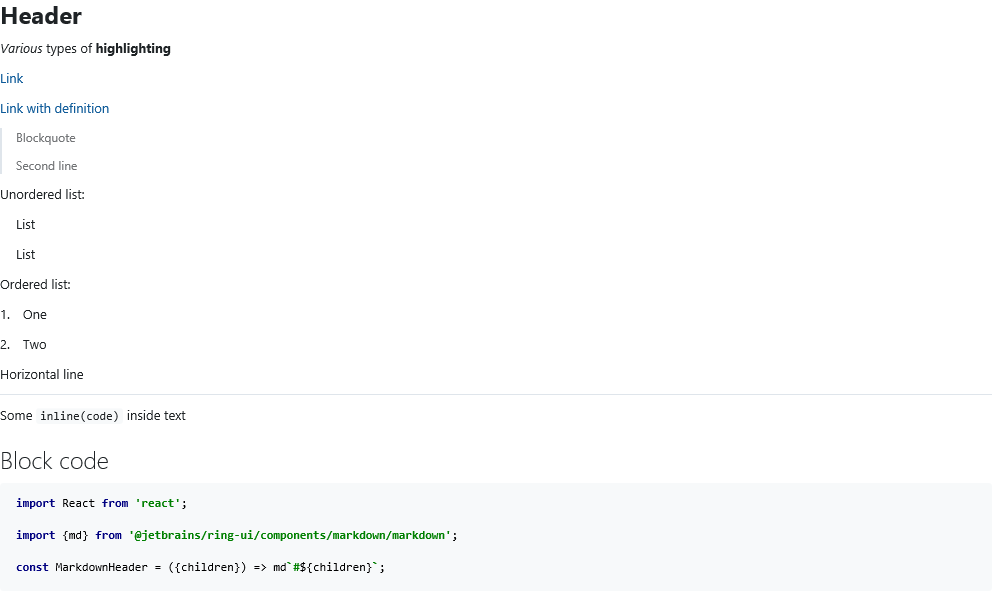 Header
Various types of highlighting
Link
Link with definition
Blockquote
Second line
Unordered list:
List
List
Ordered list:
1. One
2. Two
Horizontal line
Some inline(code) inside text
Block code
import React from 'react';
import {md} from '@jetbrains/ring-ui/components/markdown/markdown';
const MarkdownHeader = ({children}) => md`#${children}`;